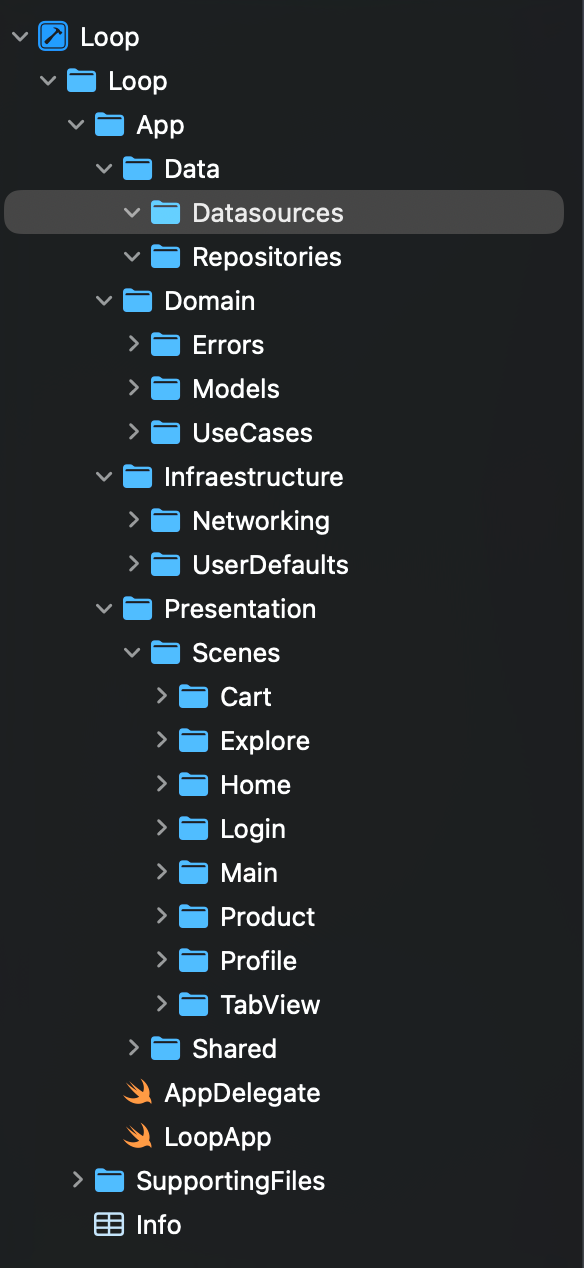 Loop
Loop
App
Data
Datasources
Repositories
Domain
Errors
Models
UseCases
Infraestructure
Networking
UserDefaults
Presentation
Scenes
Cart
Explore
Home
Login
Main
Product
Profile
TabView
Shared
AppDelegate
LoopApp
SupportingFiles
Info